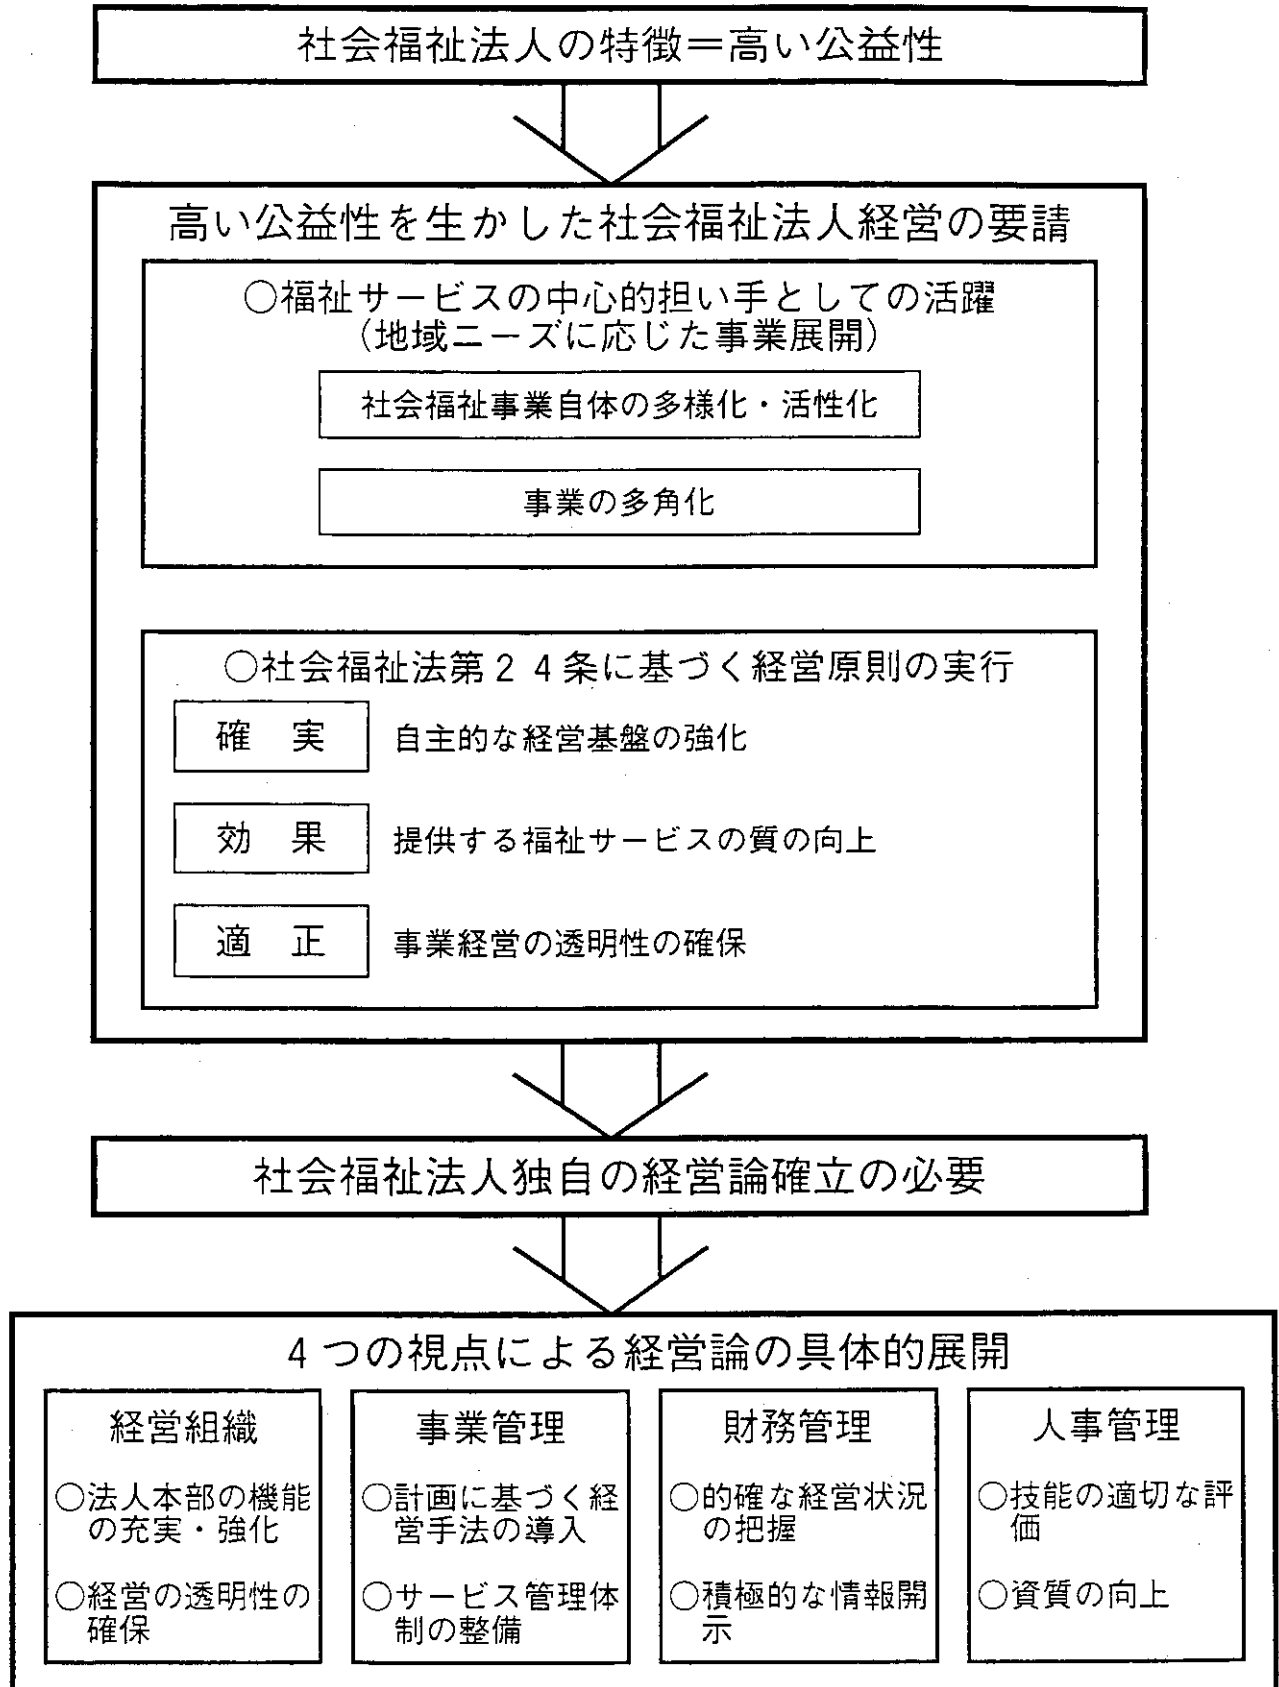 社会福祉法人の特徴＝高い公益性
高い公益性を生かした社会福祉法人経営の要請
○福祉サービスの中心的担い手としての活躍
（地域ニーズに応じた事業展開）
社会福祉事業自体の多様化・活性化
事業の多角化
○社会福祉法第２４条に基づく経営原則の実行
確　実　自主的な経営基盤の強化
効　果　提供する福祉サービスの質の向上
適　正　事業経営の透明性の確保
社会福祉法人独自の経営論確立の必要
４つの視点による経営論の具体的展開
経営組織
○法人本部の機能
の充実・強化
○経営の透明性の
確保
事業管理
○計画に基づく経
営手法の導入
○サービス管理体
制の整備
財務管理
○的確な経営状況
の把握
○積極的な情報開
示
人事管理
○技能の適切な評
価
○資質の向上